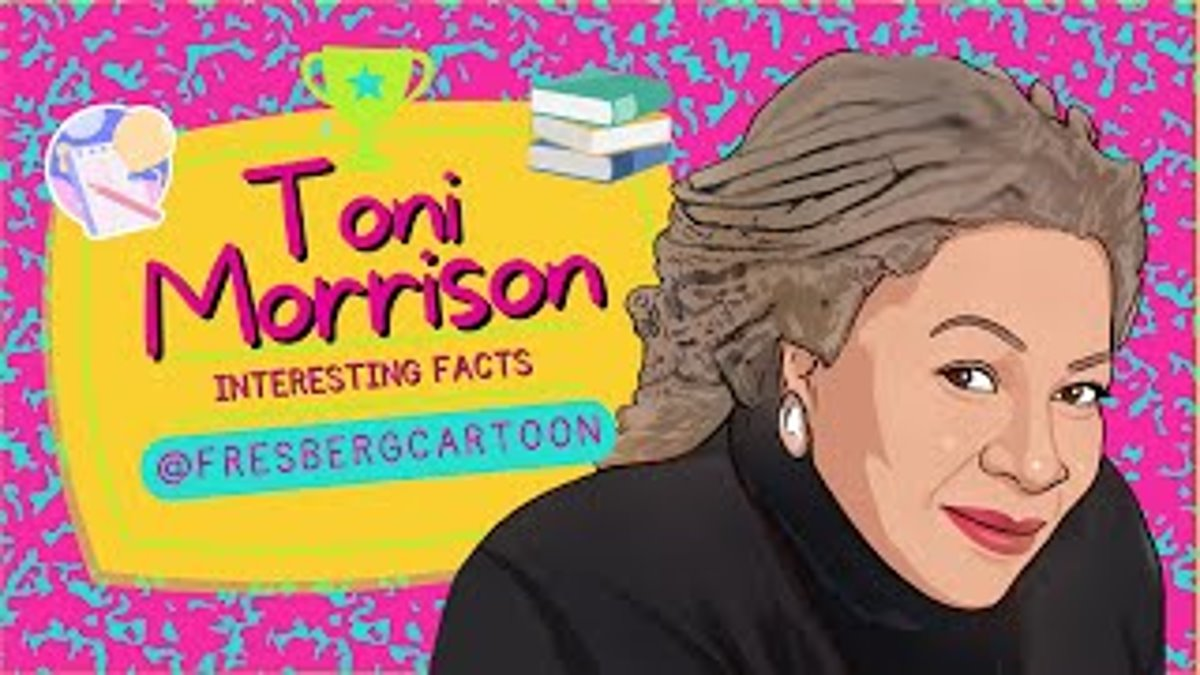 Toni
Morrison
INTERESTING FACTS
@FRESBERGCARTOON